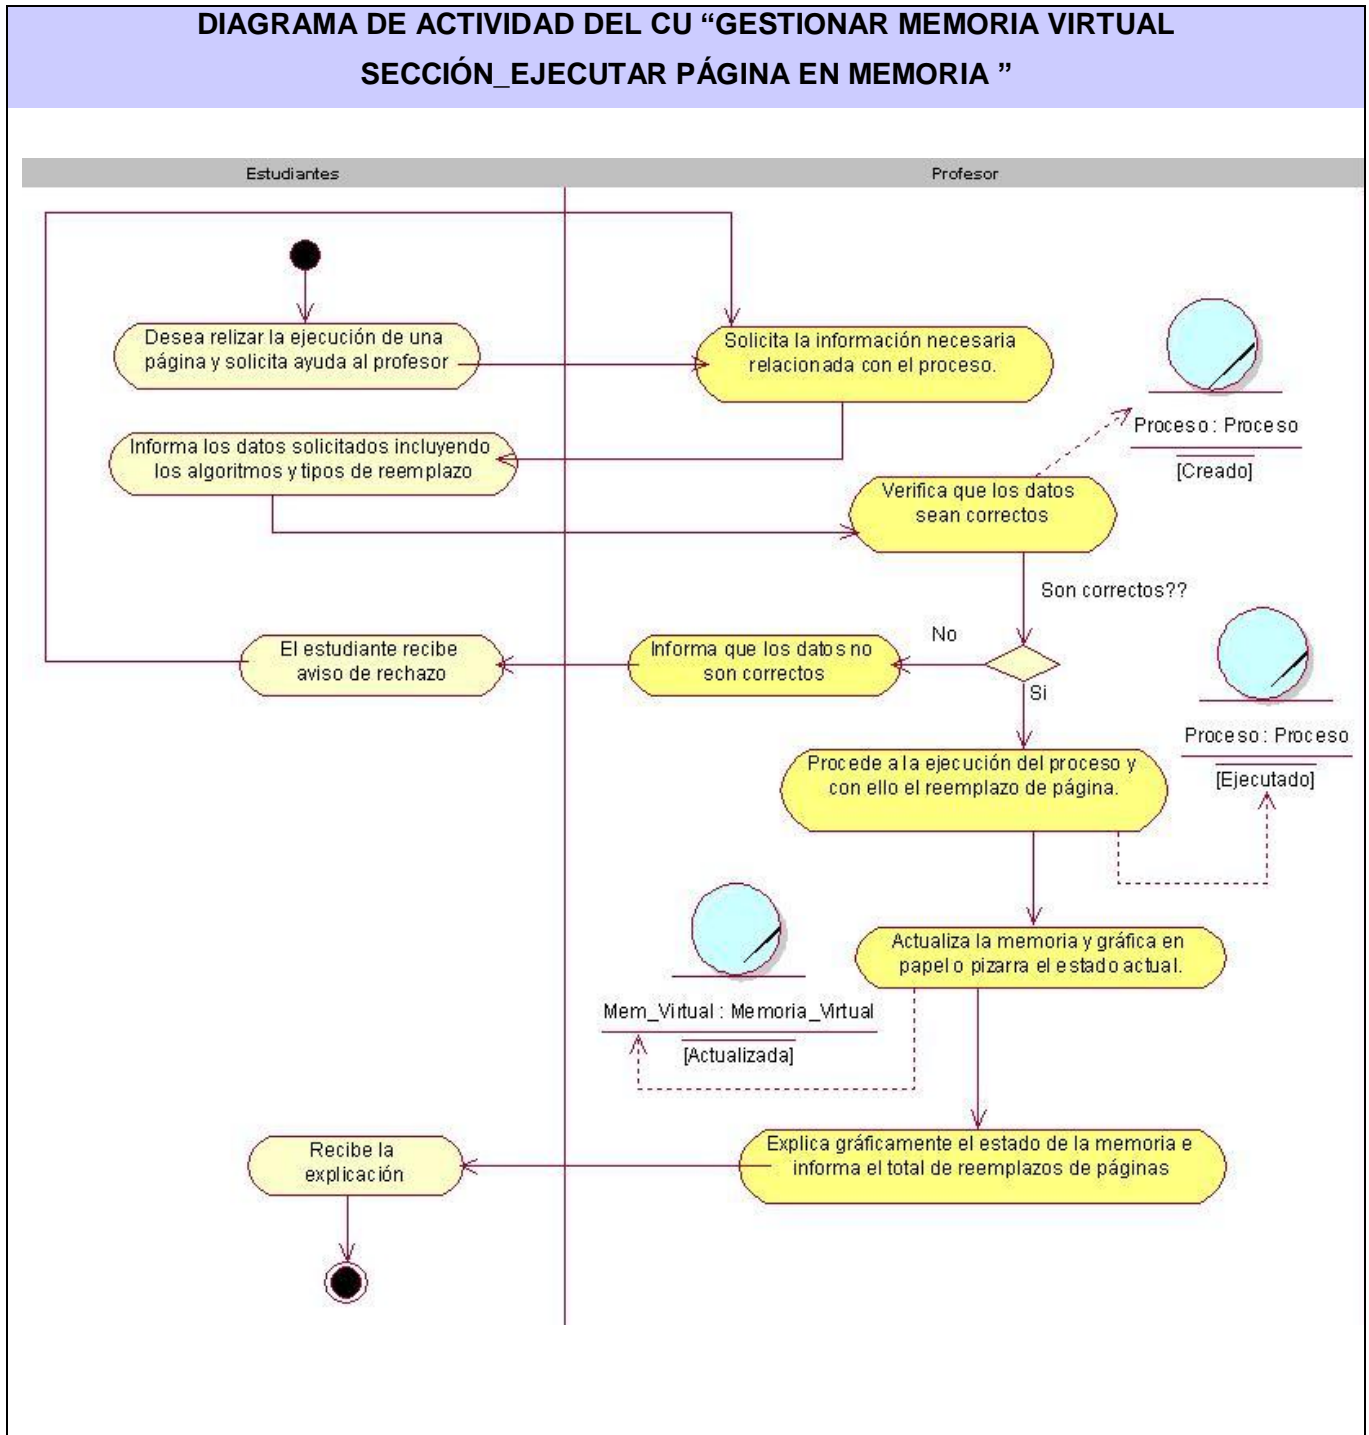 DIAGRAMA DE ACTIVIDAD DEL CU “GESTIONAR MEMORIA VIRTUAL
SECCIÓN_EJECUTAR PÁGINA EN MEMORIA ”
Estudiantes
Profesor
Desea relizar la ejecución de una
página y solicita ayuda al profesor
Solicita la información necesaria
relacionada con el proceso.
Proceso : Proceso
[Creado]
Informa los datos solicitados incluyendo
los algoritmos y tipos de reemplazo
Verifica que los datos
sean correctos
Son correctos??
No
Si
Informa que los datos no
son correctos
El estudiante recibe
aviso de rechazo
Proceso : Proceso
[Ejecutado]
Procede a la ejecución del proceso y
con ello el reemplazo de página.
Actualiza la memoria y gráfica en
papel o pizarra el estado actual.
Mem_Virtual : Memoria_Virtual
[Actualizada]
Explica gráficamente el estado de la memoria e
informa el total de reemplazos de páginas
Recibe la
explicación